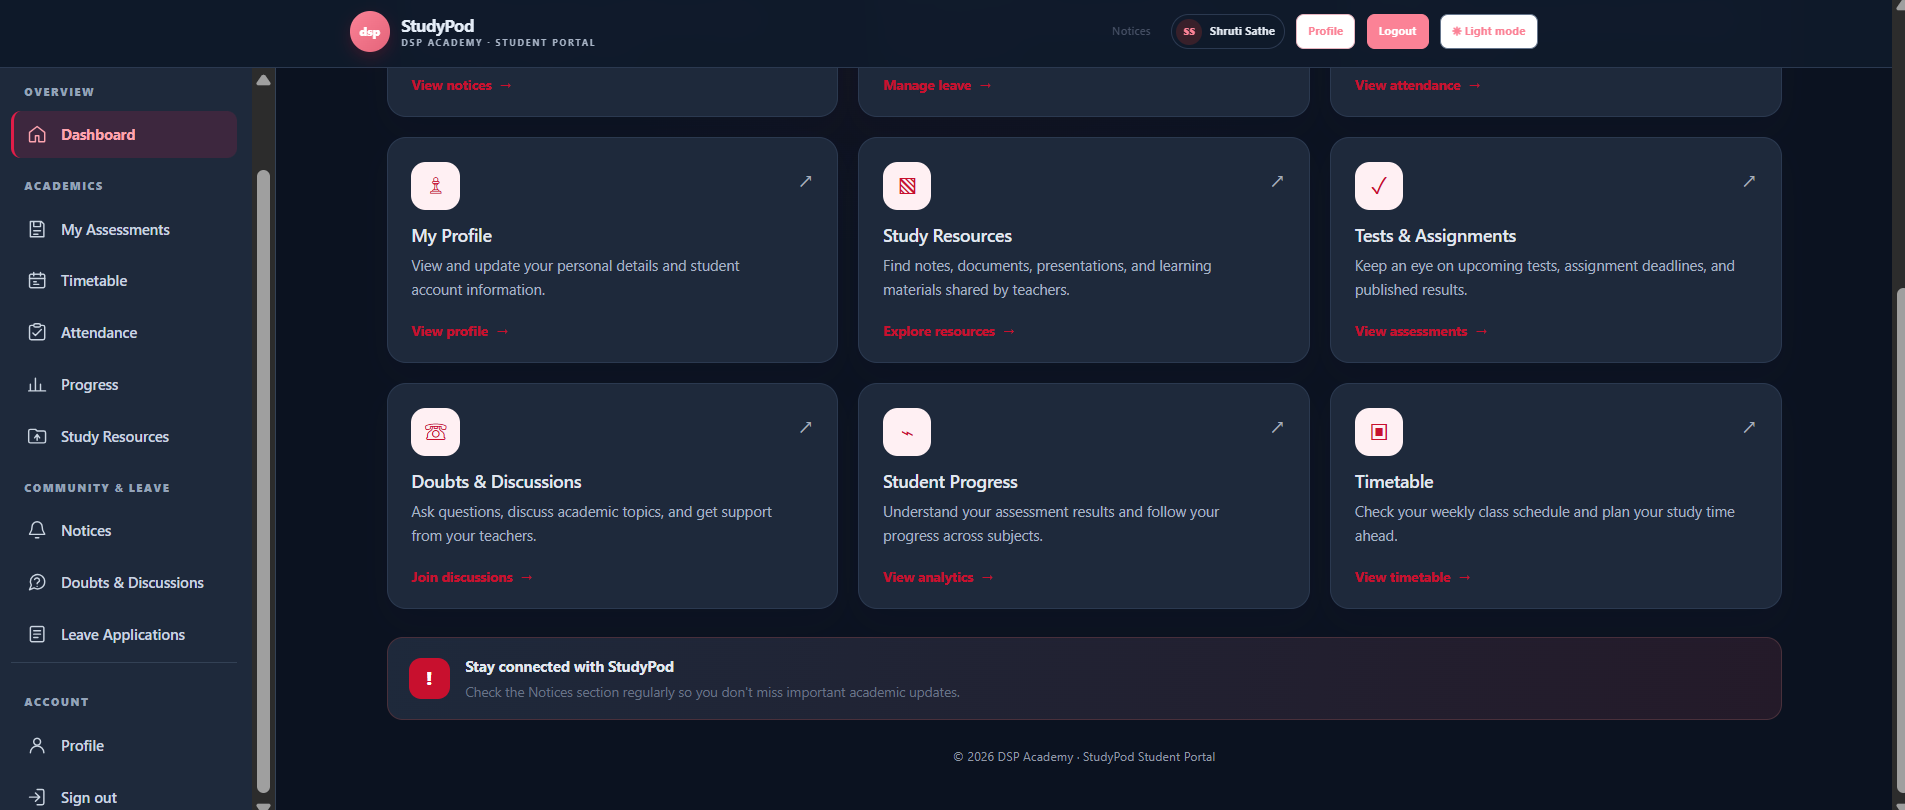 dsp
StudyPod
DSP ACADEMY · STUDENT PORTAL
Notices
SS
Shruti Sathe
Profile
Logout
☀ Light mode
OVERVIEW
Dashboard
ACADEMICS
My Assessments
Timetable
Attendance
Progress
Study Resources
COMMUNITY & LEAVE
Notices
Doubts & Discussions
Leave Applications
ACCOUNT
Profile
Sign out
View notices →
Manage leave →
View attendance →
My Profile
View and update your personal details and student
account information.
View profile →
Study Resources
Find notes, documents, presentations, and learning
materials shared by teachers.
Explore resources →
Tests & Assignments
Keep an eye on upcoming tests, assignment deadlines, and
published results.
View assessments →
Doubts & Discussions
Ask questions, discuss academic topics, and get support
from your teachers.
Join discussions →
Student Progress
Understand your assessment results and follow your
progress across subjects.
View analytics →
Timetable
Check your weekly class schedule and plan your study time
ahead.
View timetable →
!
Stay connected with StudyPod
Check the Notices section regularly so you don't miss important academic updates.
© 2026 DSP Academy · StudyPod Student Portal